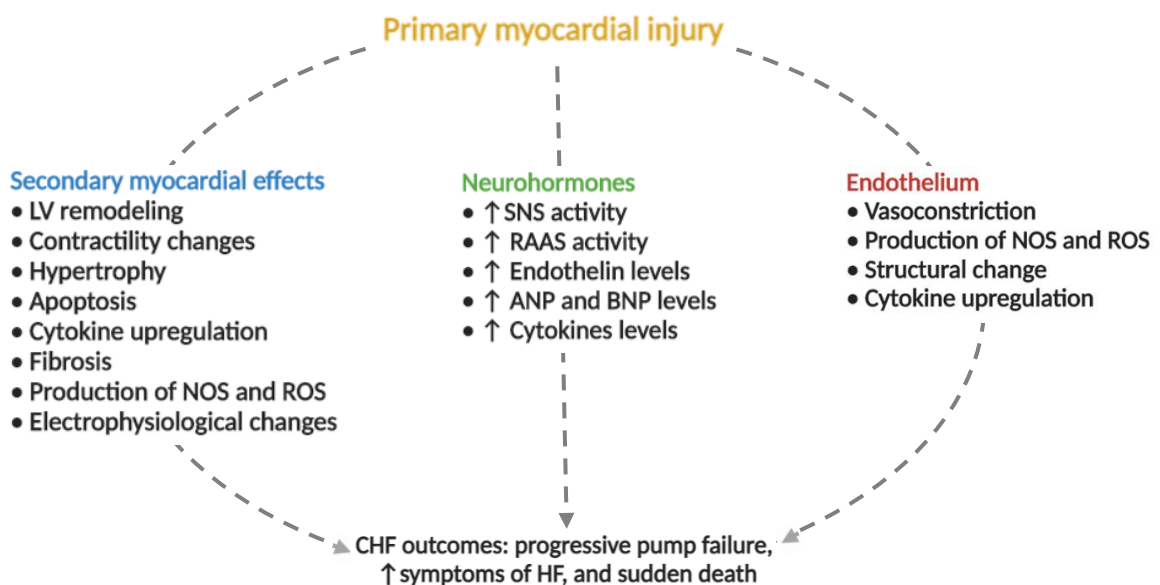 Primary myocardial injury
Secondary myocardial effects
• LV remodeling
• Contractility changes
• Hypertrophy
• Apoptosis
• Cytokine upregulation
• Fibrosis
• Production of NOS and ROS
• Electrophysiological changes
Neurohormones
• ↑ SNS activity
• ↑ RAAS activity
• ↑ Endothelin levels
• ↑ ANP and BNP levels
• ↑ Cytokines levels
Endothelium
• Vasoconstriction
• Production of NOS and ROS
• Structural change
• Cytokine upregulation
CHF outcomes: progressive pump failure,
↑ symptoms of HF, and sudden death